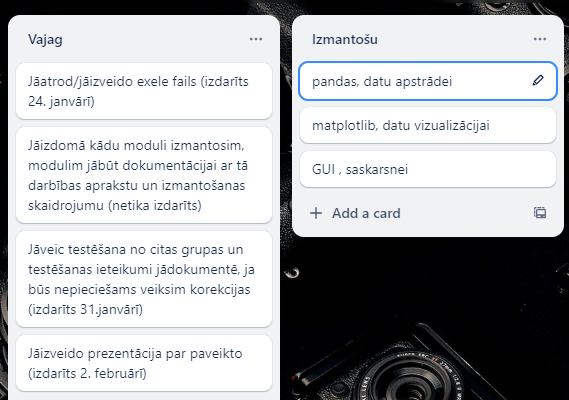 Vajag
Jāatrod/jāizveido exele fails (izdarīts
24. janvārī)
Jāizdomā kādu moduli izmantosim,
modulim jābūt dokumentācijai ar tā
darbības aprakstu un izmantošanas
skaidrojumu (netika izdarīts)
Jāveic testēšana no citas grupas un
testēšanas ieteikumi jādokumentē, ja
būs nepieciešams veiksim korekcijas
(izdarīts 31.janvārī)
Jāizveido prezentācija par paveikto
(izdarīts 2. februārī)
Izmantošu
pandas, datu apstrādei
matplotlib, datu vizualizācijai
GUI , saskarsnei
Add a card